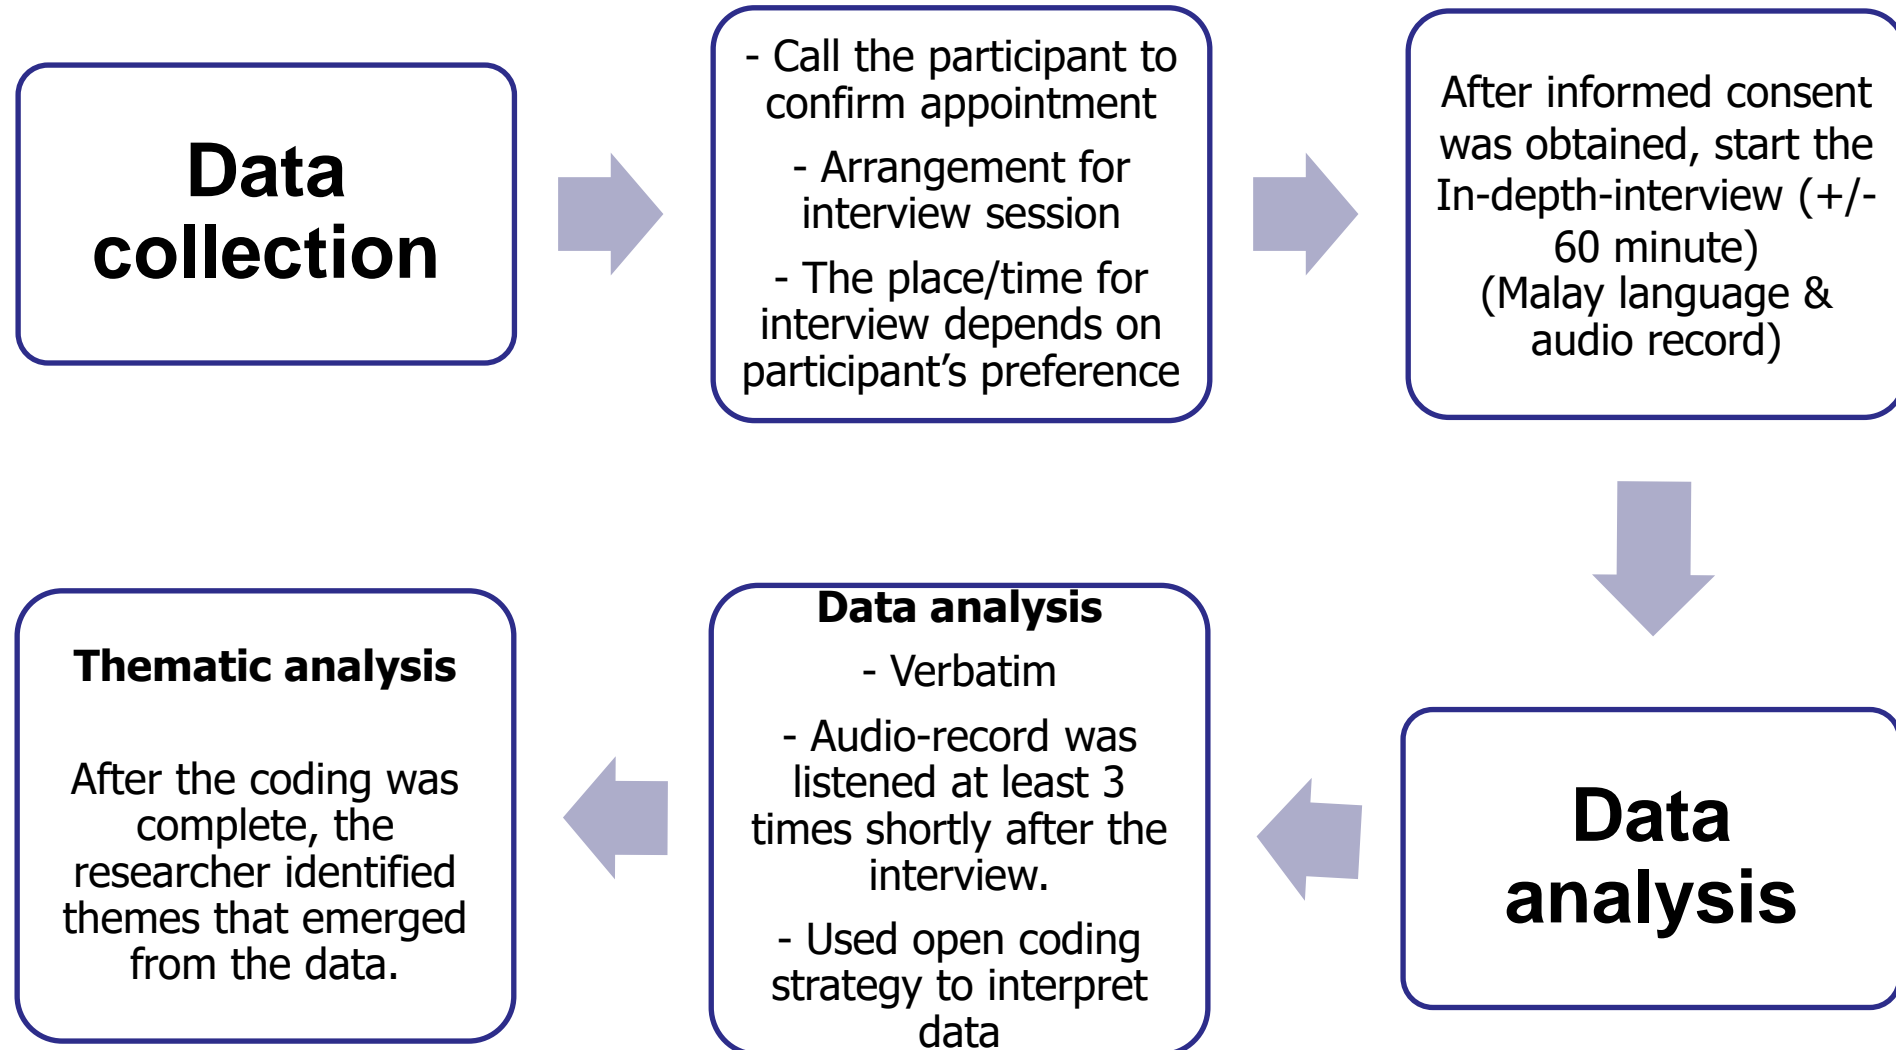 Data
collection
- Call the participant to
confirm appointment
- Arrangement for
interview session
- The place/time for
interview depends on
participant’s preference
After informed consent
was obtained, start the
In-depth-interview (+/-
60 minute)
(Malay language &
audio record)
Data
analysis
Data analysis
- Verbatim
- Audio-record was
listened at least 3
times shortly after the
interview.
- Used open coding
strategy to interpret
data
Thematic analysis
After the coding was
complete, the
researcher identified
themes that emerged
from the data.